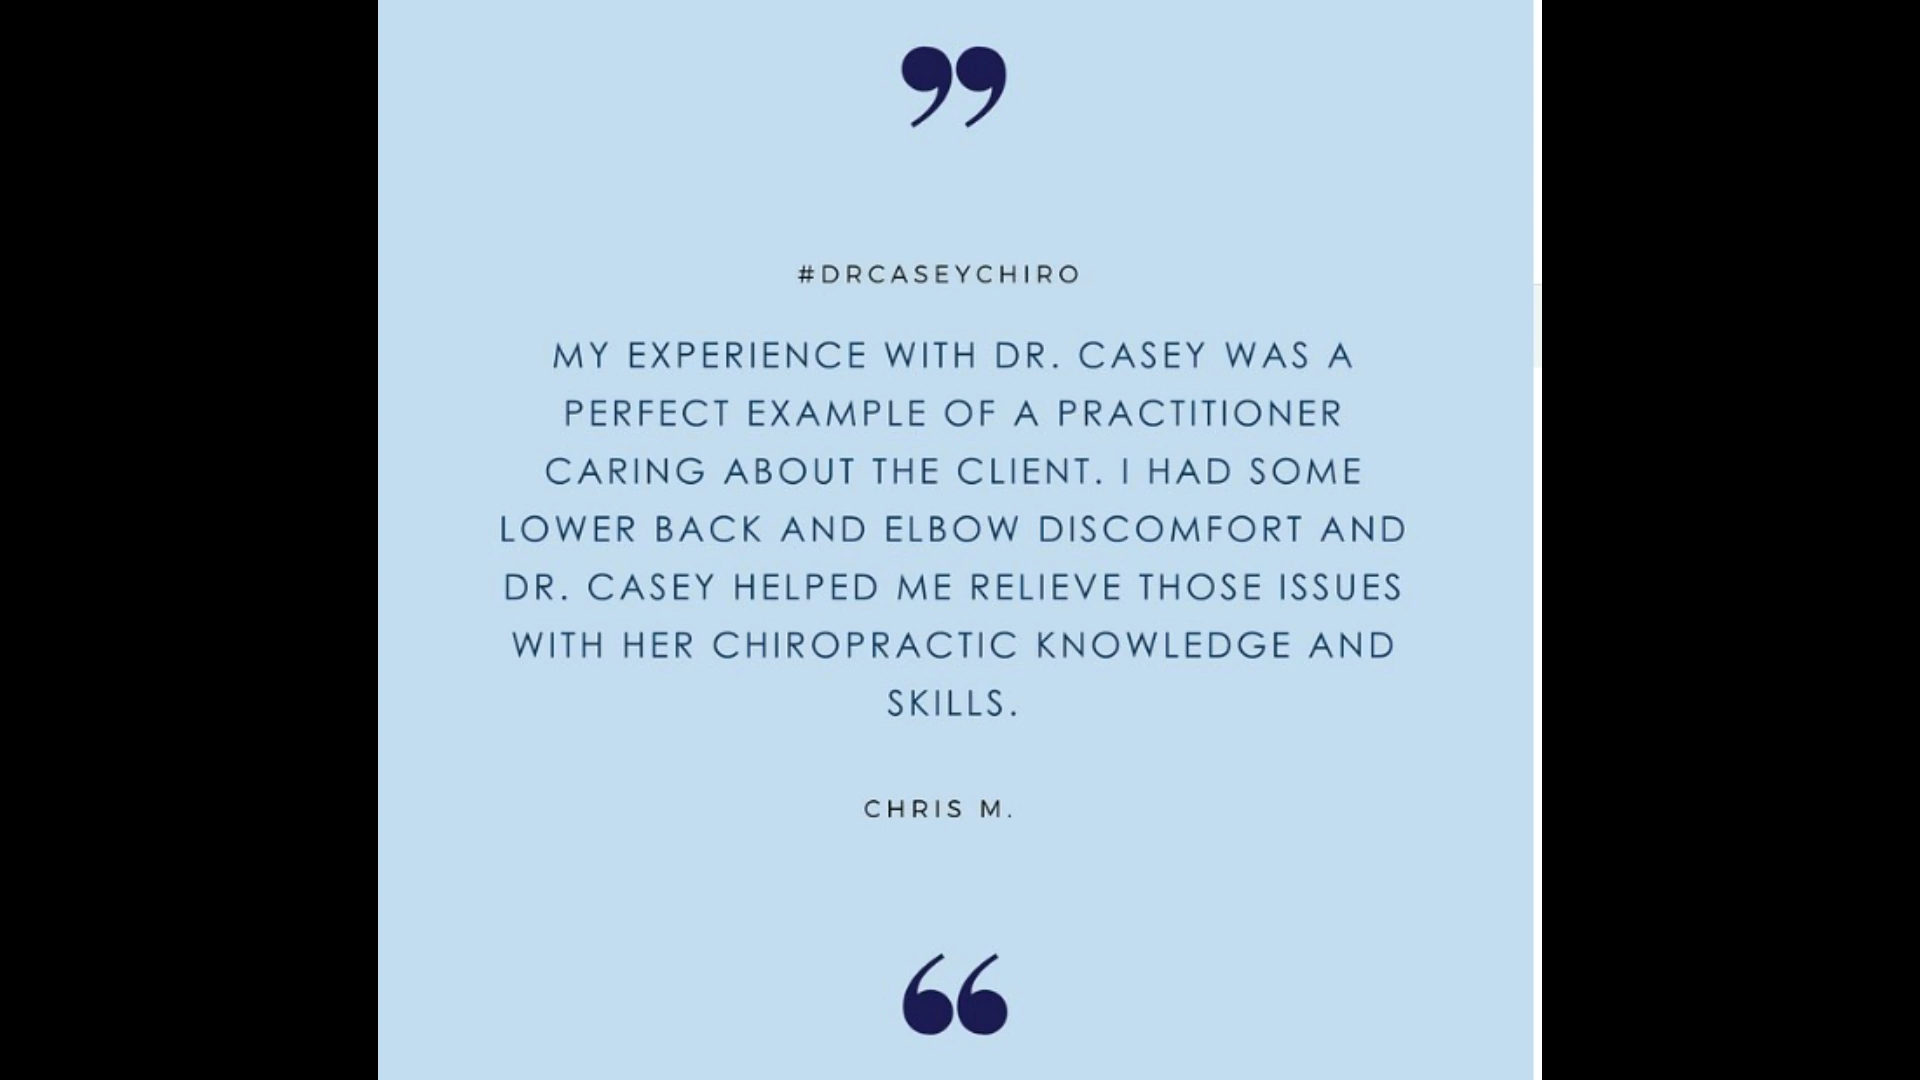 ”
#DRCASEYCHIRO
MY EXPERIENCE WITH DR. CASEY WAS A
PERFECT EXAMPLE OF A PRACTITIONER
CARING ABOUT THE CLIENT. I HAD SOME
LOWER BACK AND ELBOW DISCOMFORT AND
DR. CASEY HELPED ME RELIEVE THOSE ISSUES
WITH HER CHIROPRACTIC KNOWLEDGE AND
SKILLS.
CHRIS M.
“